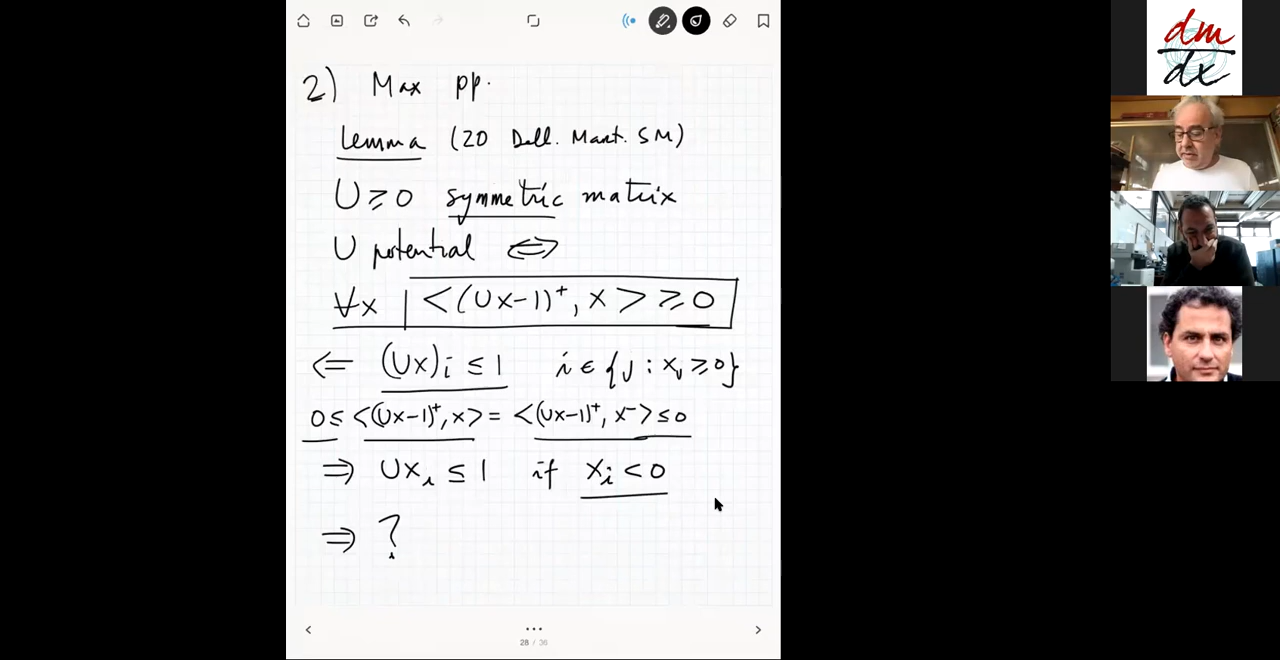 2) Max pp.
Lemma (20 Dell. Mart. SM)
U ≥ 0 symmetric matrix
U potential ⟺
∀x | <(Ux-1)⁺, x> ≥ 0
⇐ (Ux)i ≤ 1 i ∈ {j : xj ≥ 0}
0 ≤ <(Ux-1)⁺, x> = <(Ux-1)⁺, x⁻> ≤ 0
⇒ Uxi ≤ 1 if xi < 0
⇒ ?
28 / 36
dm
dx